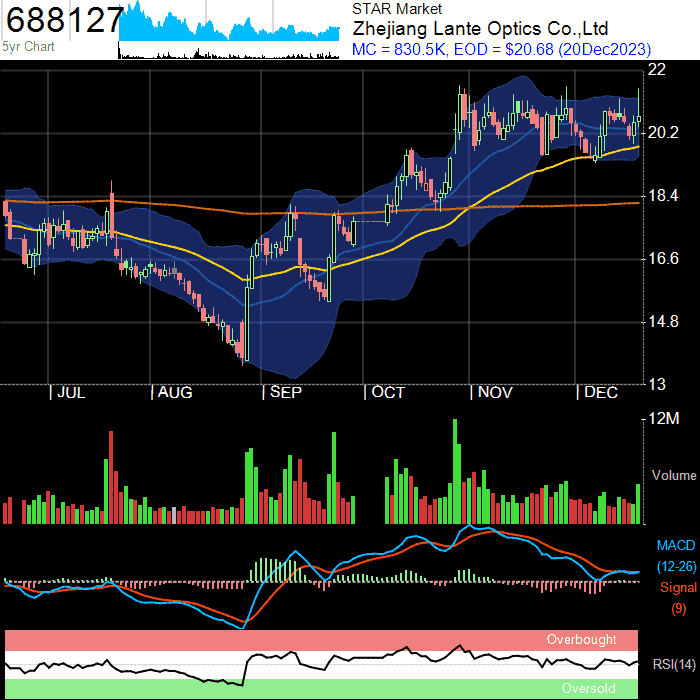 688127
5yr Chart
STAR Market
Zhejiang Lante Optics Co.,Ltd
MC = 830.5K, EOD = $20.68 (20Dec2023)
22
20.2
18.4
16.6
14.8
13
| JUL | AUG | SEP | OCT | NOV | DEC
12M
Volume
MACD
(12-26)
Signal
(9)
Overbought
RSI(14)
Oversold